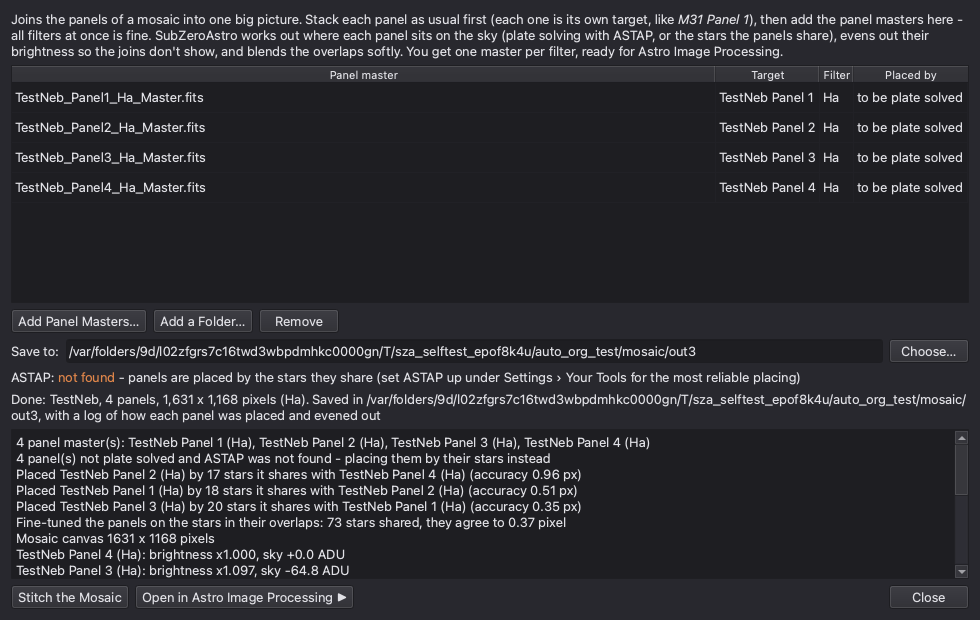 Joins the panels of a mosaic into one big picture. Stack each panel as usual first (each one is its own target, like M31 Panel 1), then add the panel masters here -
all filters at once is fine. SubZeroAstro works out where each panel sits on the sky (plate solving with ASTAP, or the stars the panels share), evens out their
brightness so the joins don't show, and blends the overlaps softly. You get one master per filter, ready for Astro Image Processing.
Panel master Target Filter Placed by
TestNeb_Panel1_Ha_Master.fits TestNeb Panel 1 Ha to be plate solved
TestNeb_Panel2_Ha_Master.fits TestNeb Panel 2 Ha to be plate solved
TestNeb_Panel3_Ha_Master.fits TestNeb Panel 3 Ha to be plate solved
TestNeb_Panel4_Ha_Master.fits TestNeb Panel 4 Ha to be plate solved
Add Panel Masters... Add a Folder... Remove
Save to: /var/folders/9d/l02zfgrs7c16twd3wbpdmhkc0000gn/T/sza_selftest_epof8k4u/auto_org_test/mosaic/out3 Choose...
ASTAP: not found - panels are placed by the stars they share (set ASTAP up under Settings › Your Tools for the most reliable placing)
Done: TestNeb, 4 panels, 1,631 x 1,168 pixels (Ha). Saved in /var/folders/9d/l02zfgrs7c16twd3wbpdmhkc0000gn/T/sza_selftest_epof8k4u/auto_org_test/mosaic/
out3, with a log of how each panel was placed and evened out
4 panel master(s): TestNeb Panel 1 (Ha), TestNeb Panel 2 (Ha), TestNeb Panel 3 (Ha), TestNeb Panel 4 (Ha)
4 panel(s) not plate solved and ASTAP was not found - placing them by their stars instead
Placed TestNeb Panel 2 (Ha) by 17 stars it shares with TestNeb Panel 4 (Ha) (accuracy 0.96 px)
Placed TestNeb Panel 1 (Ha) by 18 stars it shares with TestNeb Panel 2 (Ha) (accuracy 0.51 px)
Placed TestNeb Panel 3 (Ha) by 20 stars it shares with TestNeb Panel 1 (Ha) (accuracy 0.35 px)
Fine-tuned the panels on the stars in their overlaps: 73 stars shared, they agree to 0.37 pixel
Mosaic canvas 1631 x 1168 pixels
TestNeb Panel 4 (Ha): brightness x1.000, sky +0.0 ADU
TestNeb Panel 3 (Ha): brightness x1.097, sky -64.8 ADU
Stitch the Mosaic Open in Astro Image Processing ▶ Close